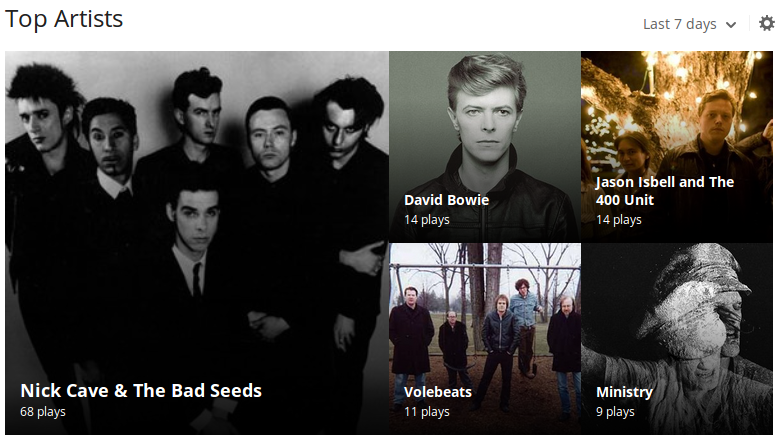 Top Artists
Last 7 days
Nick Cave & The Bad Seeds
68 plays
David Bowie
14 plays
Jason Isbell and The
400 Unit
14 plays
Volebeats
11 plays
Ministry
9 plays